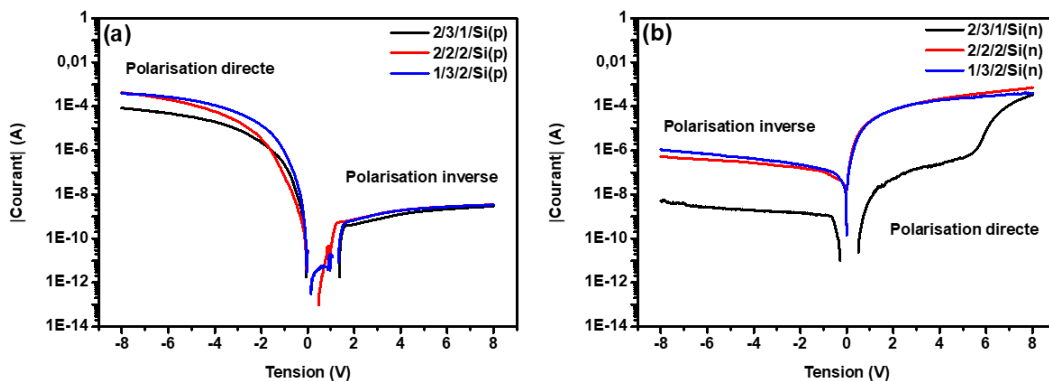 (a)
2/3/1/Si(p)
2/2/2/Si(p)
1/3/2/Si(p)
Polarisation directe
Polarisation inverse
|Courant| (A)
1
0,01
1E-4
1E-6
1E-8
1E-10
1E-12
1E-14
-8 -6 -4 -2 0 2 4 6 8
Tension (V)
(b)
2/3/1/Si(n)
2/2/2/Si(n)
1/3/2/Si(n)
Polarisation inverse
Polarisation directe
|Courant| (A)
1
0,01
1E-4
1E-6
1E-8
1E-10
1E-12
1E-14
-8 -6 -4 -2 0 2 4 6 8
Tension (V)